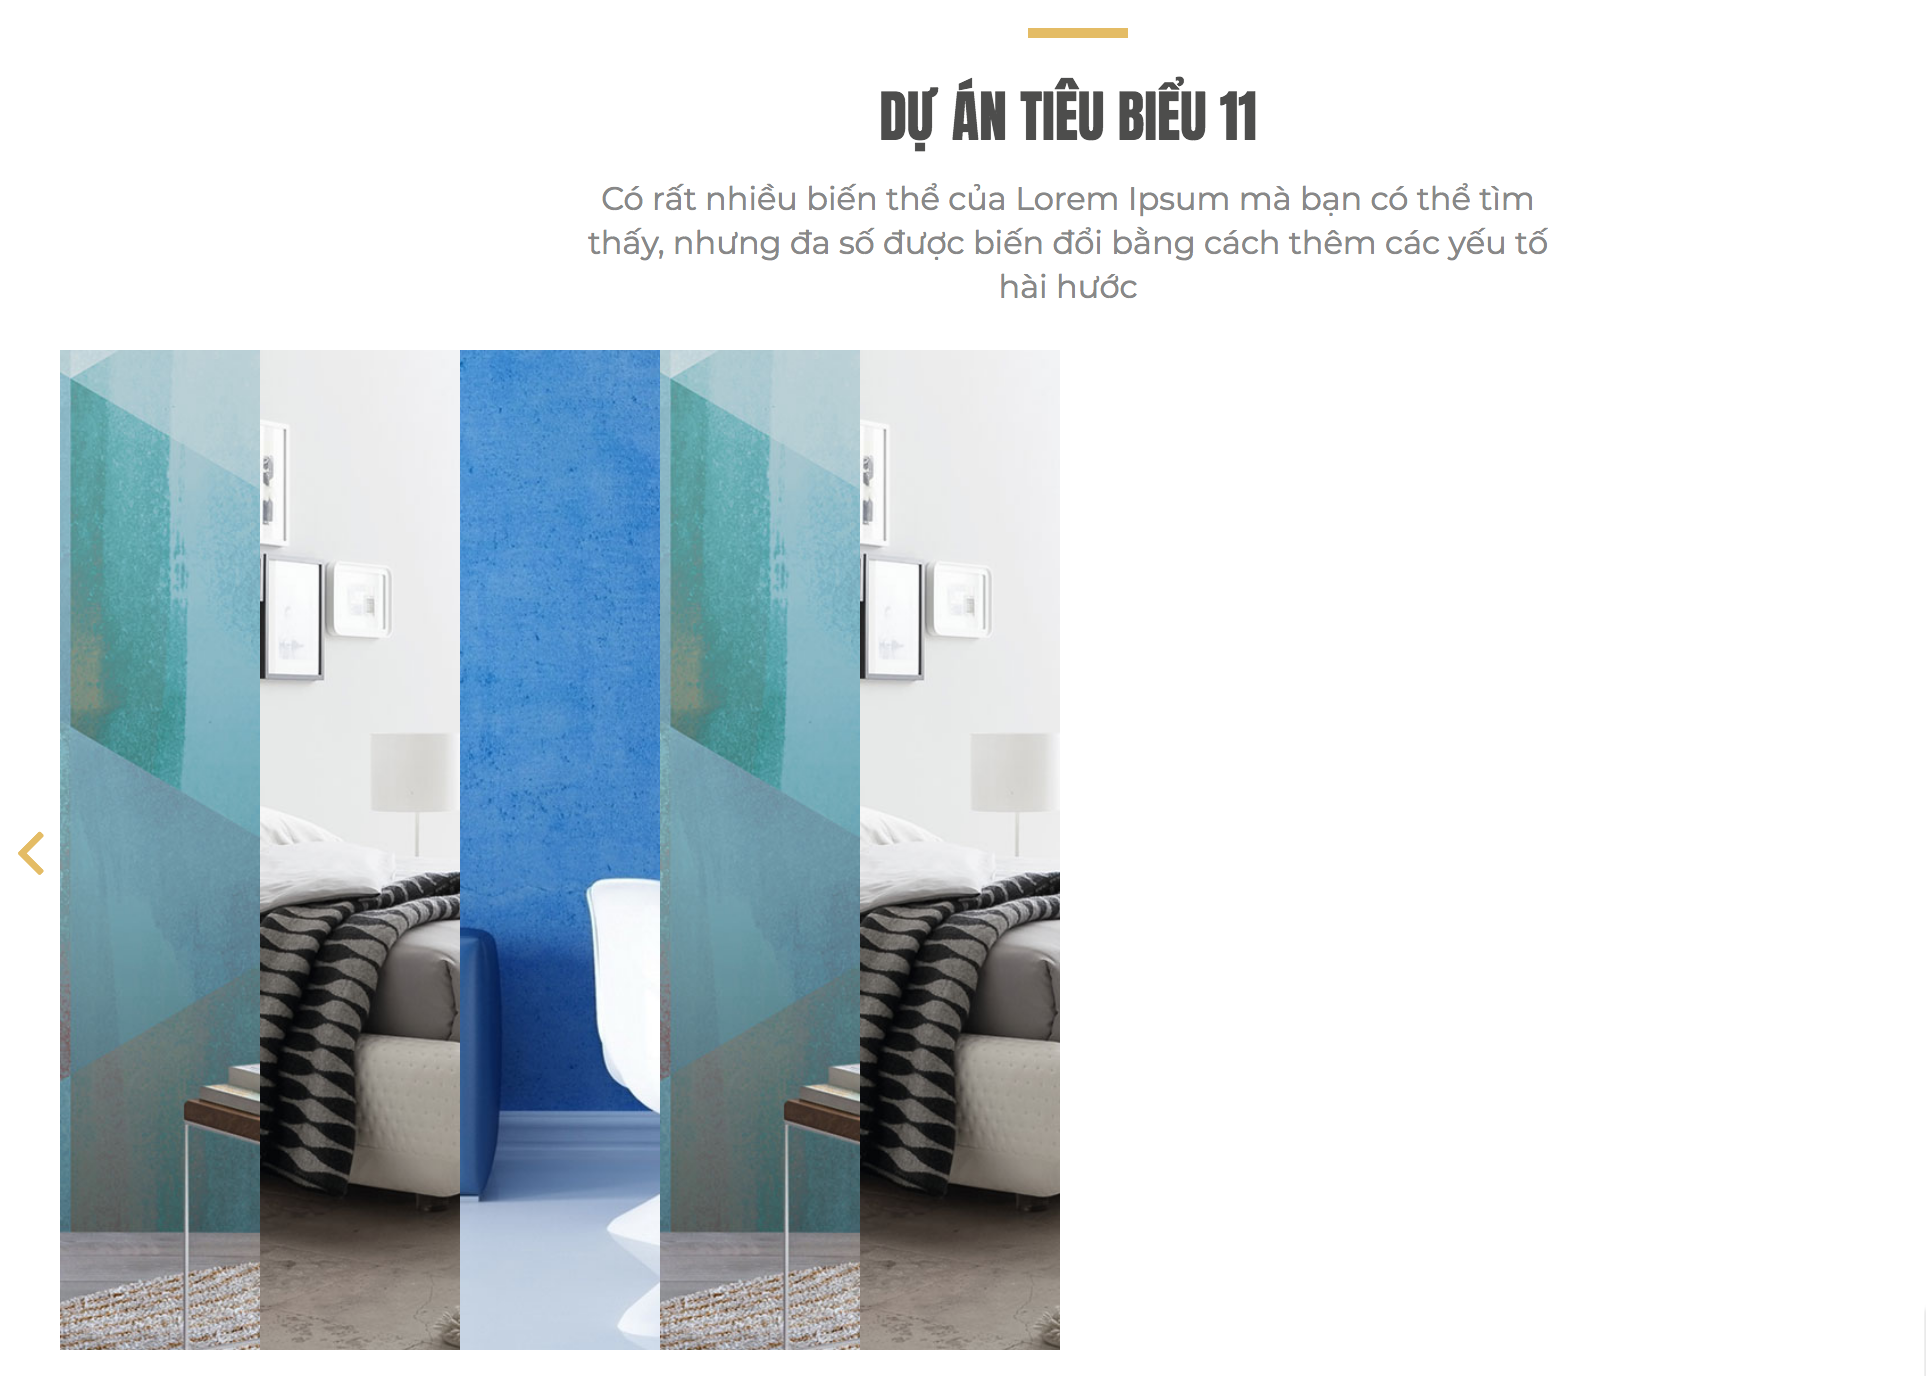 DỰ ÁN TIÊU BIỂU 11
Có rất nhiều biến thể của Lorem Ipsum mà bạn có thể tìm
thấy, nhưng đa số được biến đổi bằng cách thêm các yếu tố
hài hước